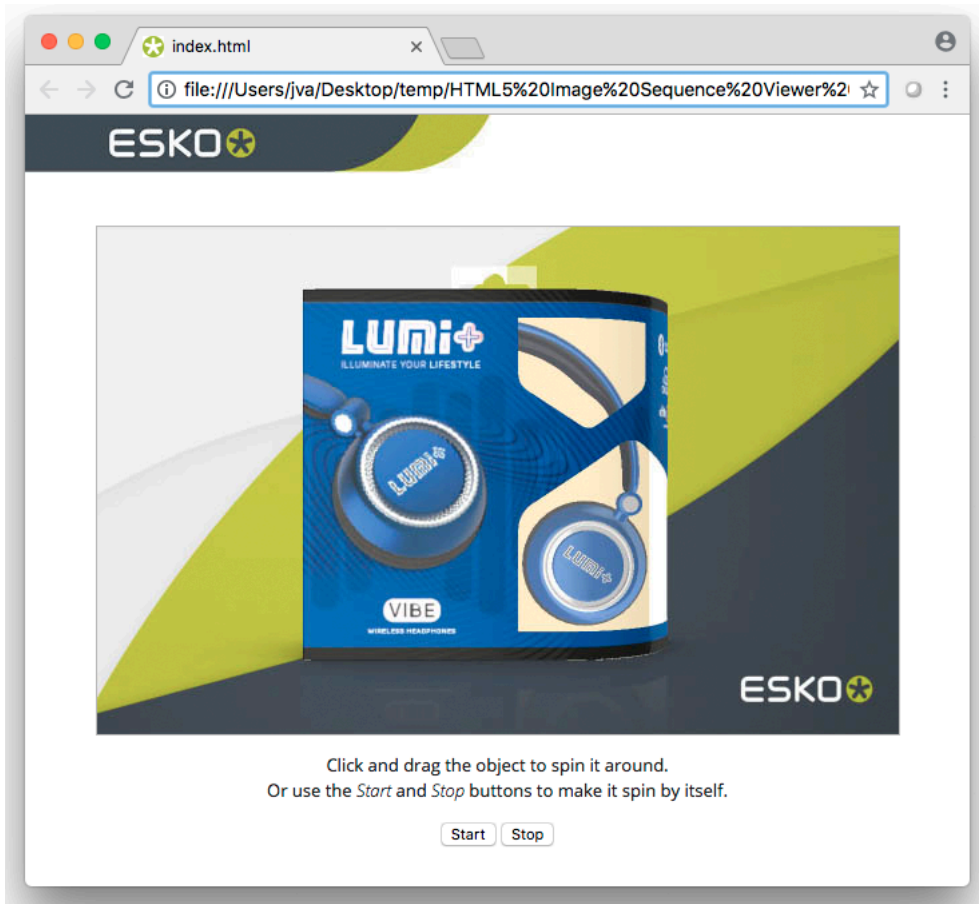 index.html
file:///Users/jva/Desktop/temp/HTML5%20Image%20Sequence%20Viewer%2
ESKO
LUMi+
ILLUMINATE YOUR LIFESTYLE
LUMi+
LUMi+
VIBE
WIRELESS HEADPHONES
ESKO
Click and drag the object to spin it around.
Or use the Start and Stop buttons to make it spin by itself.
Start Stop